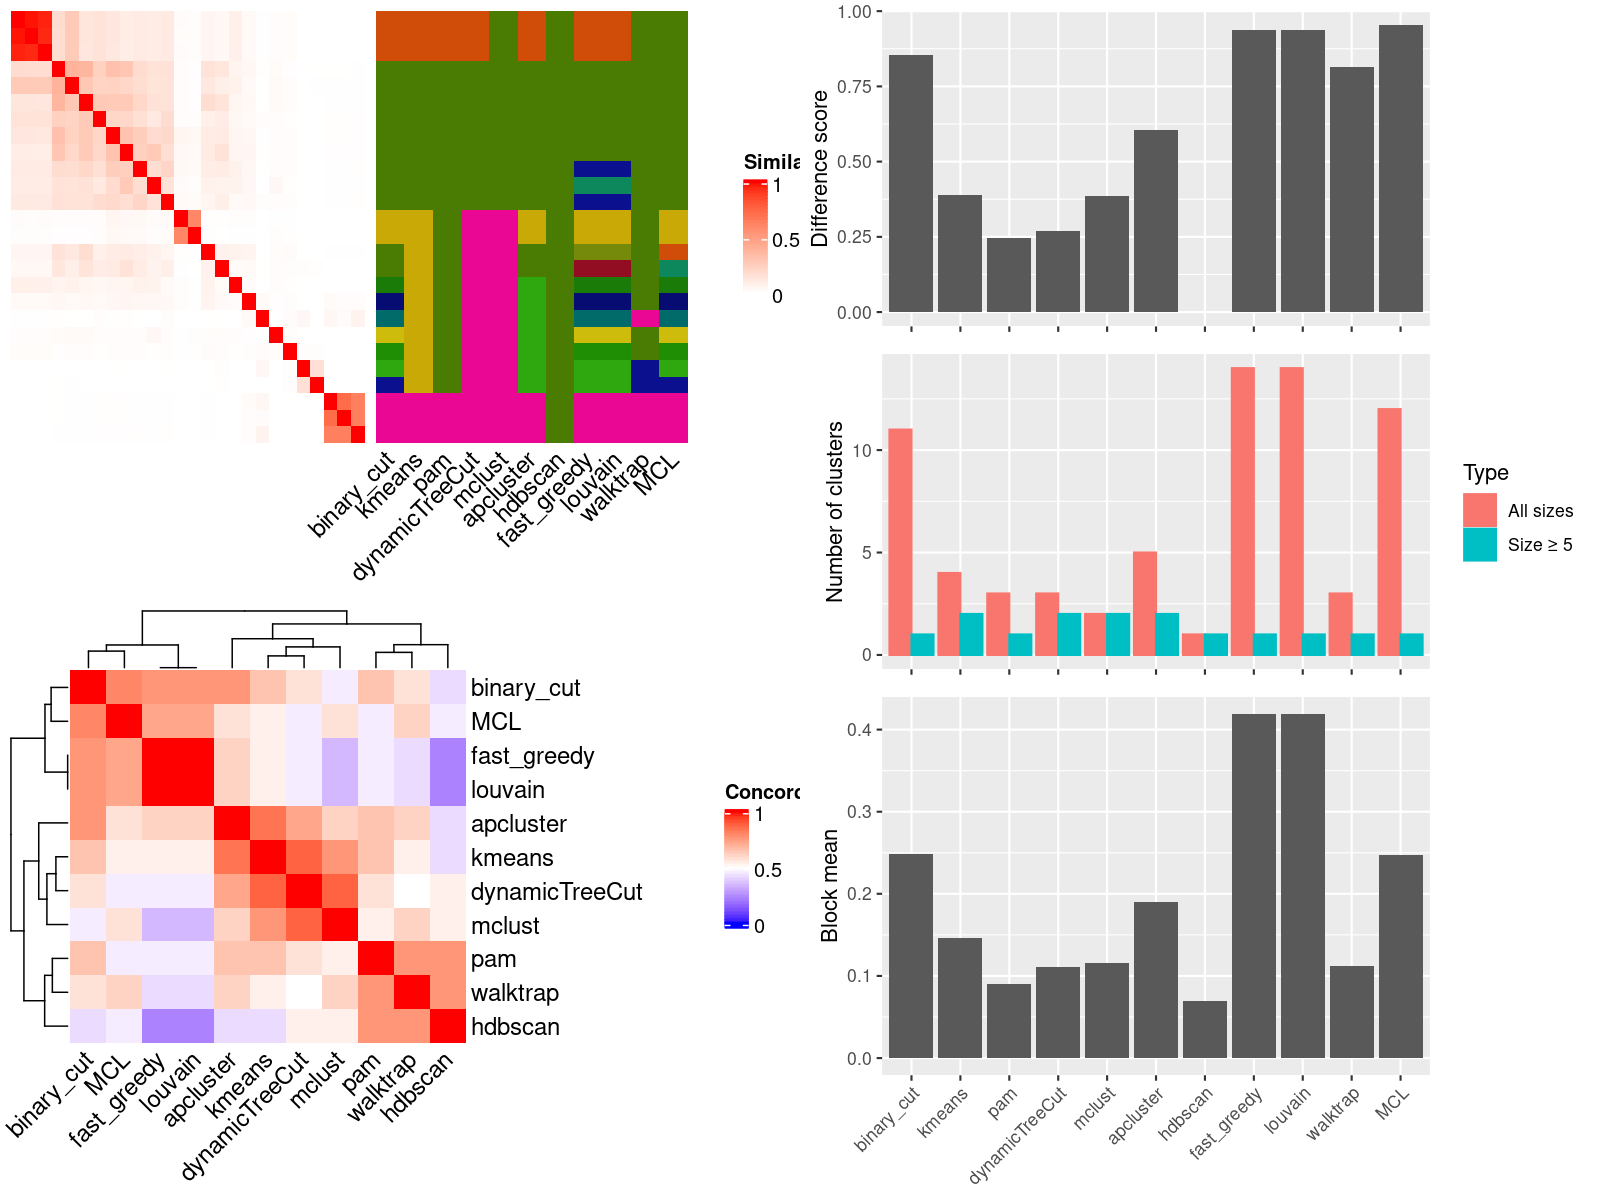 Simila
1
0.5
0
binary_cut
kmeans
pam
dynamicTreeCut
mclust
apcluster
hdbscan
fast_greedy
louvain
walktrap
MCL
binary_cut
MCL
fast_greedy
louvain
apcluster
kmeans
dynamicTreeCut
mclust
pam
walktrap
hdbscan
binary_cut
MCL
fast_greedy
louvain
apcluster
kmeans
dynamicTreeCut
mclust
pam
walktrap
hdbscan
Concord
1
0.5
0
Difference score
1.00
0.75
0.50
0.25
0.00
Number of clusters
10
5
0
Type
All sizes
Size ≥ 5
Block mean
0.4
0.3
0.2
0.1
0.0
binary_cut
kmeans
pam
dynamicTreeCut
mclust
apcluster
hdbscan
fast_greedy
louvain
walktrap
MCL